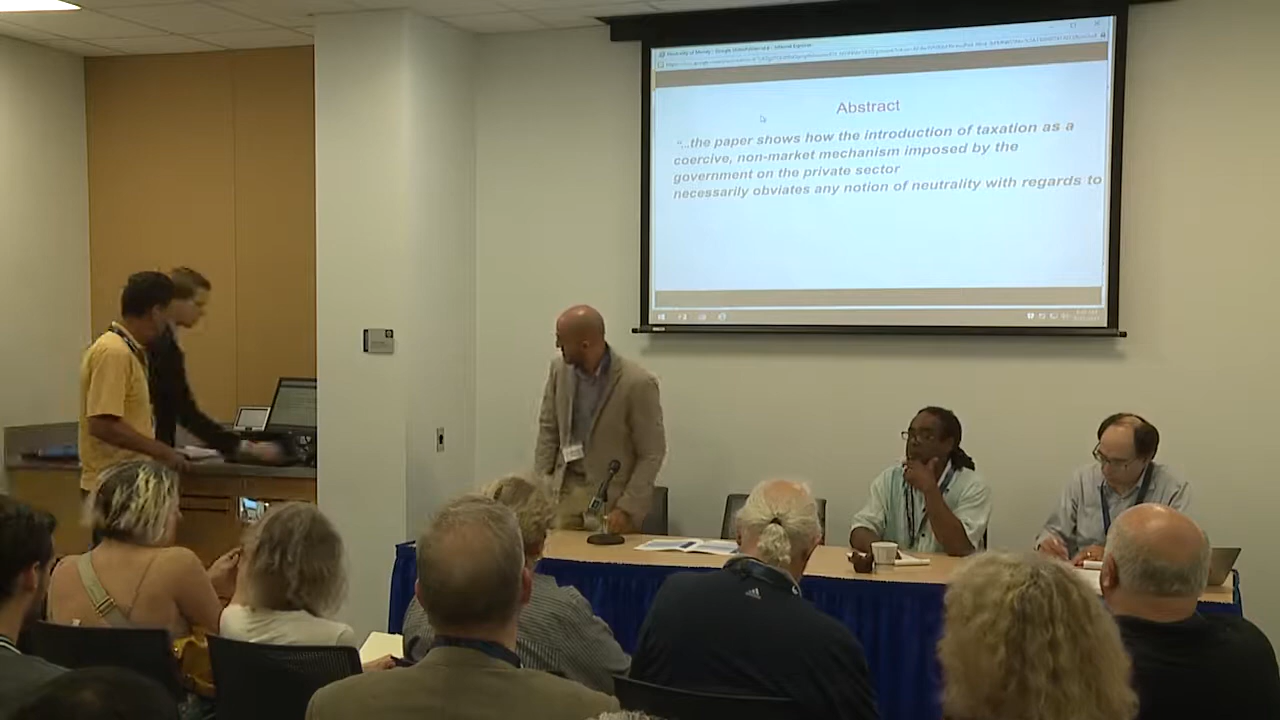 Abstract
"...the paper shows how the introduction of taxation as a
coercive, non-market mechanism imposed by the
government on the private sector
necessarily obviates any notion of neutrality with regards to